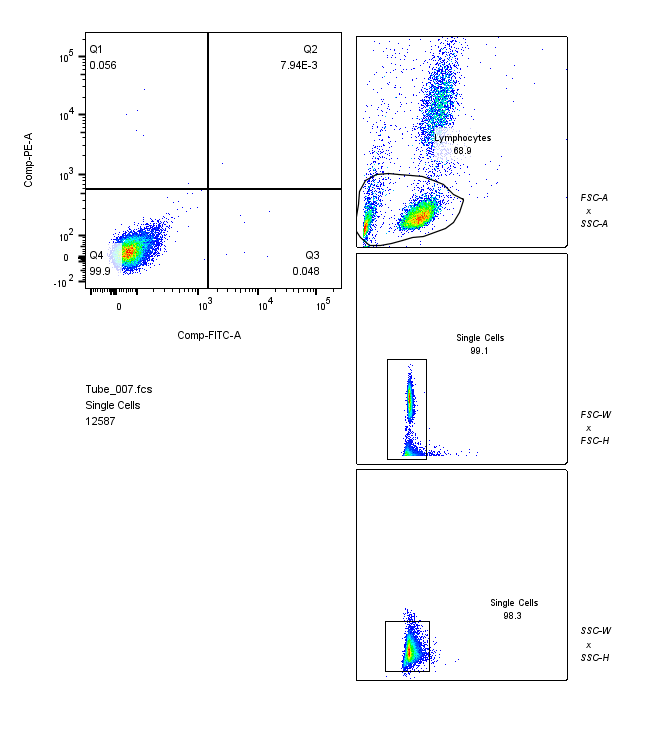 Q1
0.056
Q2
7.94E-3
10^5
10^4
10^3
10^2
0
-10^2
Comp-PE-A
Q4
99.9
Q3
0.048
0
10^3
10^4
10^5
Comp-FITC-A
Tube_007.fcs
Single Cells
12587
Lymphocytes
68.9
FSC-A
x
SSC-A
Single Cells
99.1
FSC-W
x
FSC-H
Single Cells
98.3
SSC-W
x
SSC-H